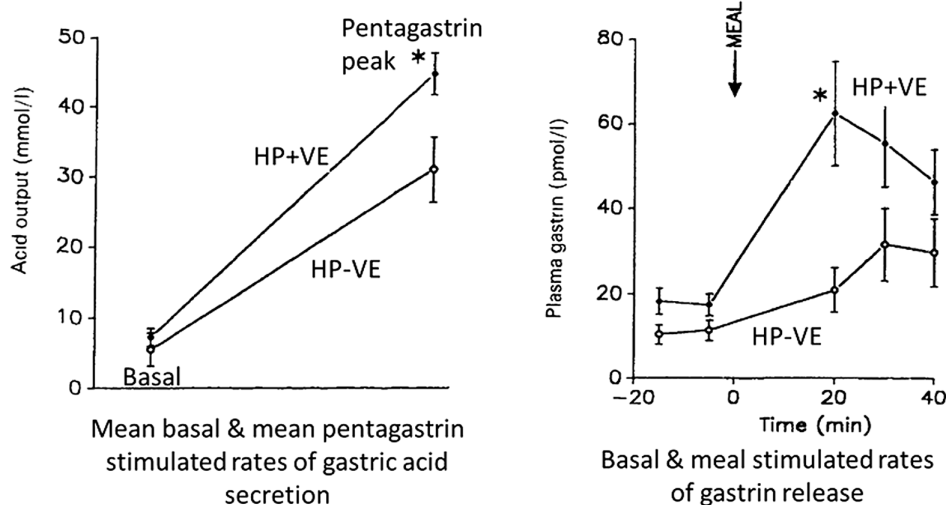 Pentagastrin
peak *
50
40
30
20
10
0
Acid output (mmol/l)
HP+VE
HP-VE
Basal
Mean basal & mean pentagastrin
stimulated rates of gastric acid
secretion
MEAL
80
60
40
20
0
Plasma gastrin (pmol/l)
*
HP+VE
HP-VE
-20 0 20 40
Time (min)
Basal & meal stimulated rates
of gastrin release